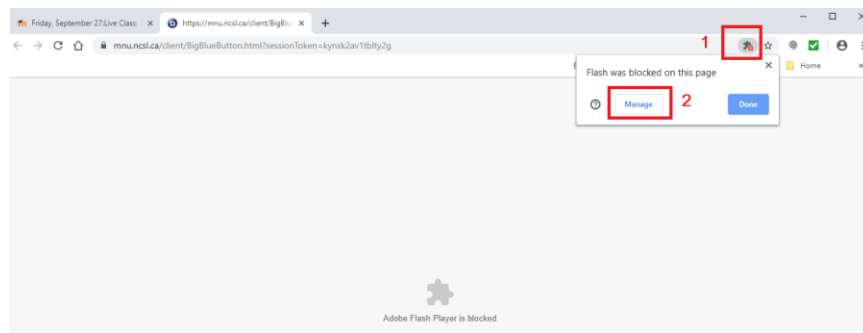 Friday, September 27:Live Class:
https://mnu.ncsl.ca/client/BigBlu
mnu.ncsl.ca/client/BigBlueButton.html?sessionToken=kynxk2av1tblty2g
1
Home
Flash was blocked on this page
Manage
2
Done
Adobe Flash Player is blocked